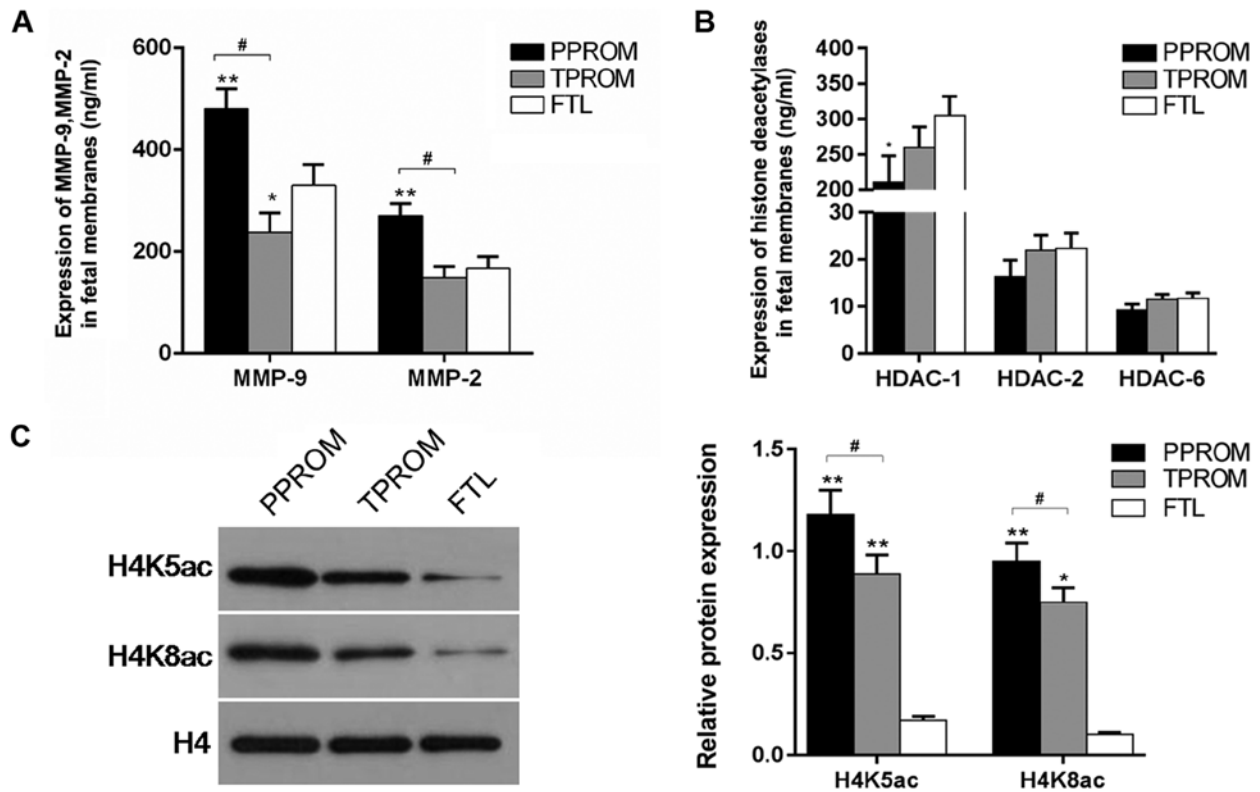 A
Expression of MMP-9,MMP-2
in fetal membranes (ng/ml)
600
400
200
0
#
**
*
#
**
MMP-9
MMP-2
PPROM
TPROM
FTL
B
Expression of histone deacetylases
in fetal membranes (ng/ml)
400
350
300
250
200
30
20
10
0
*
HDAC-1
HDAC-2
HDAC-6
PPROM
TPROM
FTL
C
PPROM
TPROM
FTL
H4K5ac
H4K8ac
H4
Relative protein expression
1.5
1.0
0.5
0.0
#
**
**
#
**
*
H4K5ac
H4K8ac
PPROM
TPROM
FTL